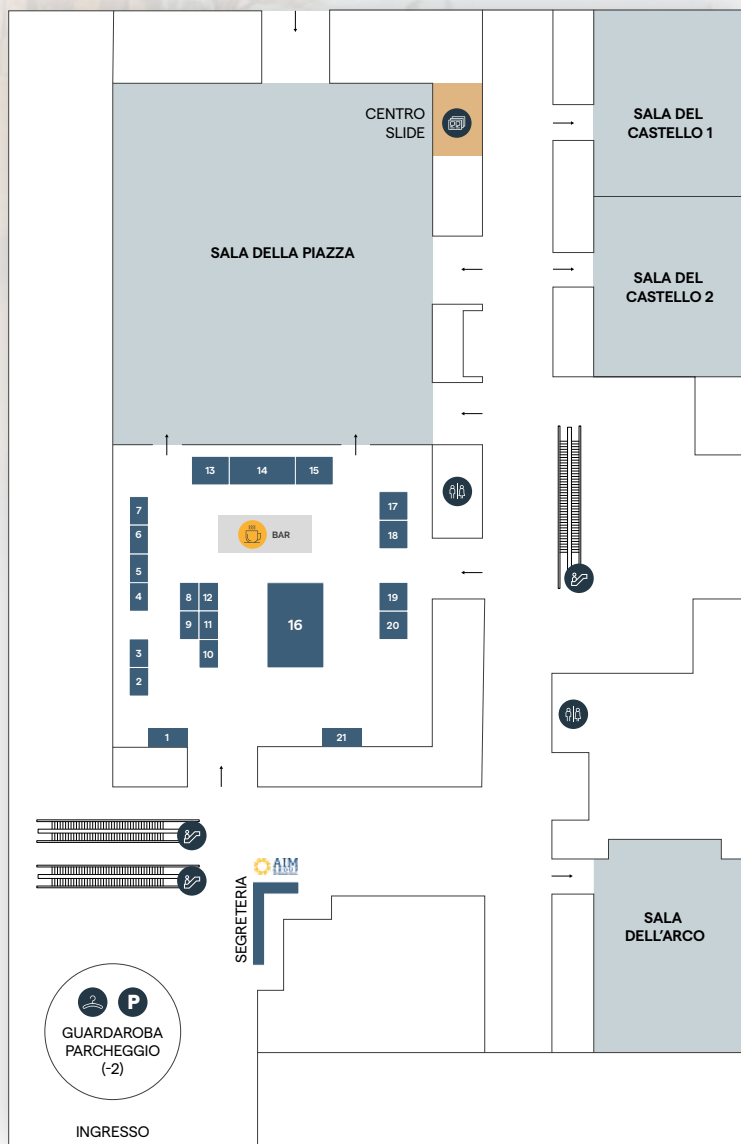 CENTRO
SLIDE
SALA DEL
CASTELLO 1
SALA DELLA PIAZZA
SALA DEL
CASTELLO 2
13
14
15
7
6
5
4
BAR
17
18
8
12
9
11
10
16
19
20
3
2
1
21
AIM
GROUP
SEGRETERIA
SALA
DELL'ARCO
P
GUARDAROBA
PARCHEGGIO
(-2)
INGRESSO